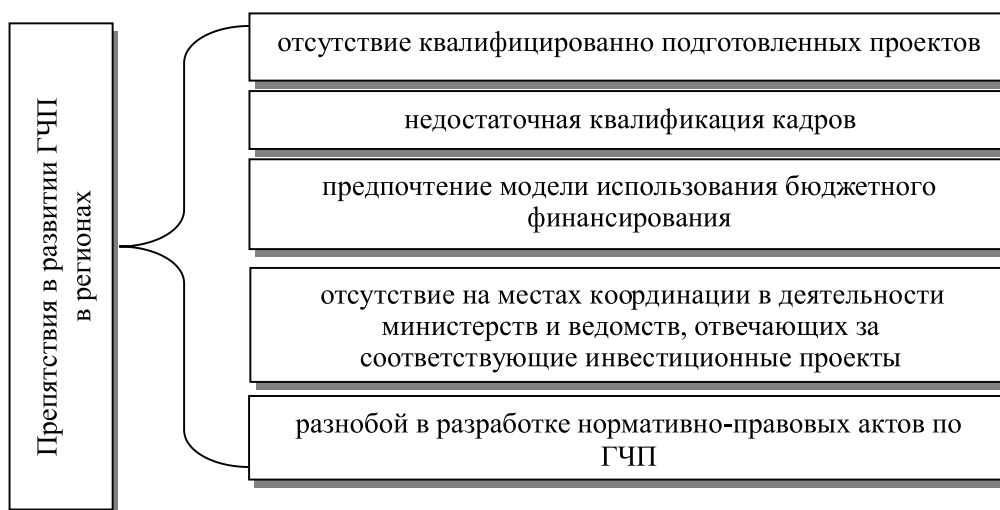 Препятствия в развитии ГЧП
в регионах
отсутствие квалифицированно подготовленных проектов
недостаточная квалификация кадров
предпочтение модели использования бюджетного
финансирования
отсутствие на местах координации в деятельности
министерств и ведомств, отвечающих за
соответствующие инвестиционные проекты
разнобой в разработке нормативно-правовых актов по
ГЧП